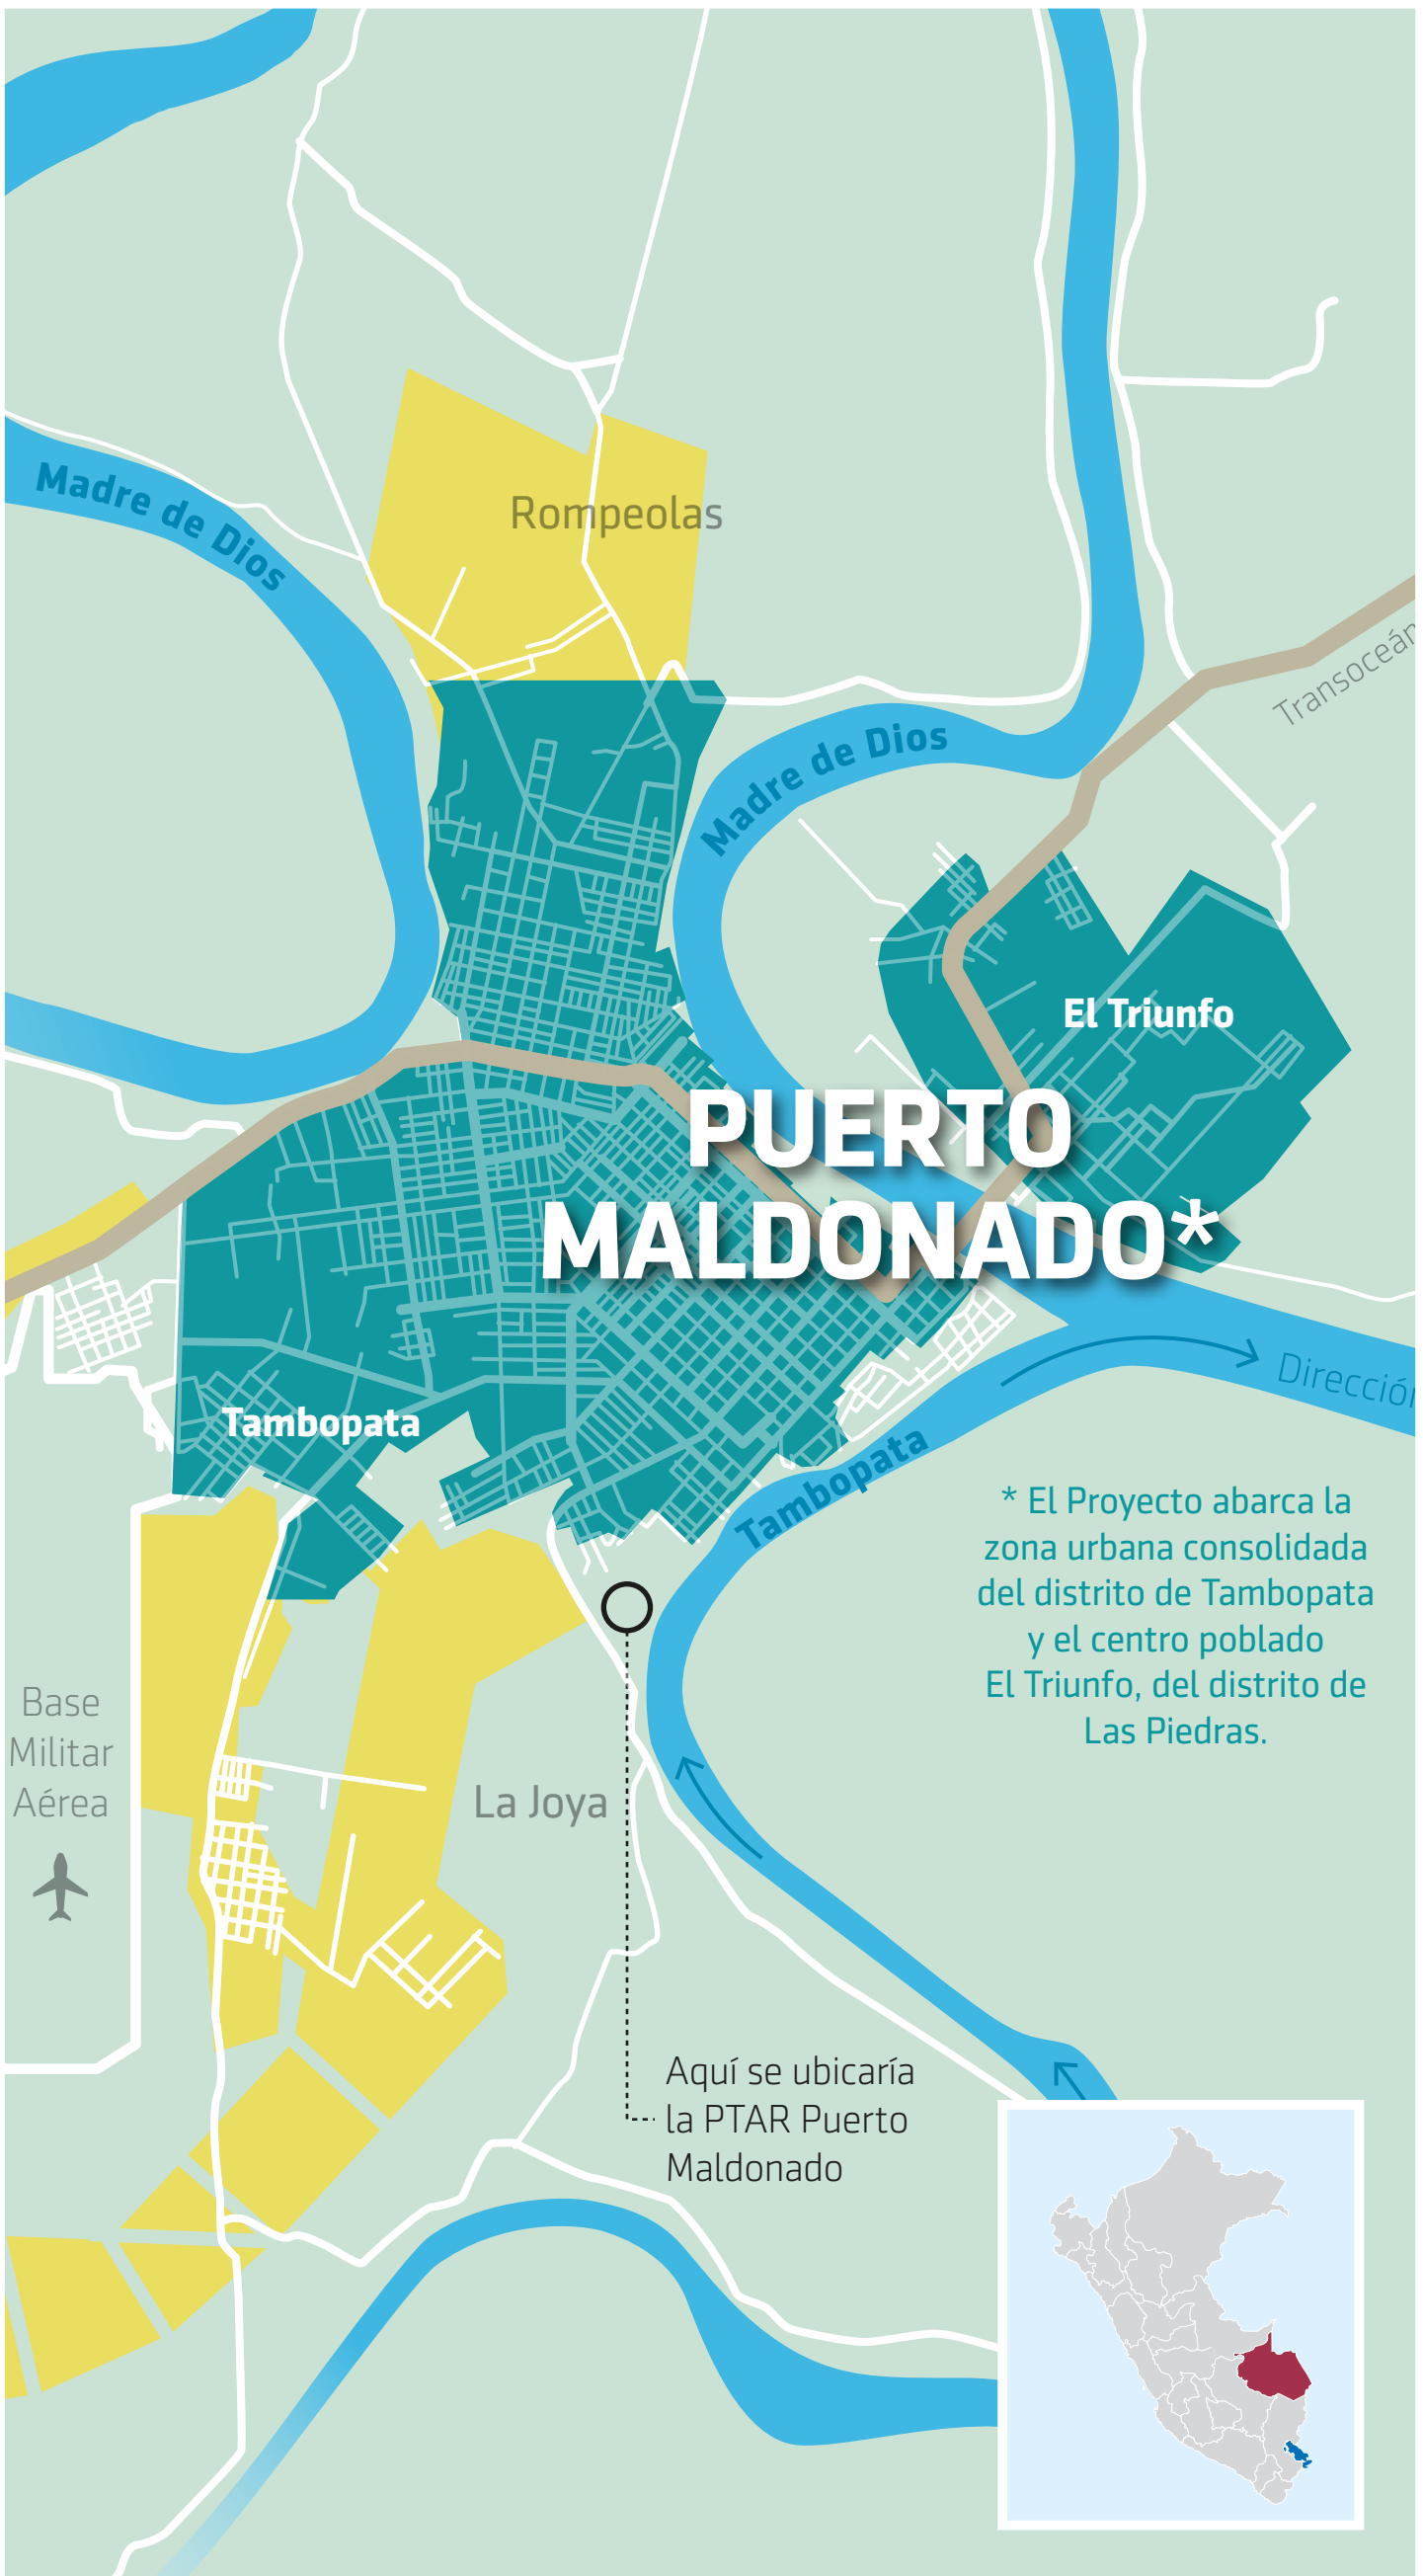 Madre de Dios
Rompeolas
Madre de Dios
El Triunfo
PUERTO
MALDONADO*
Tambopata
Tambopata
* El Proyecto abarca la
zona urbana consolidada
del distrito de Tambopata
y el centro poblado
El Triunfo, del distrito de
Las Piedras.
Base
Militar
Aérea
La Joya
Aquí se ubicaría
la PTAR Puerto
Maldonado